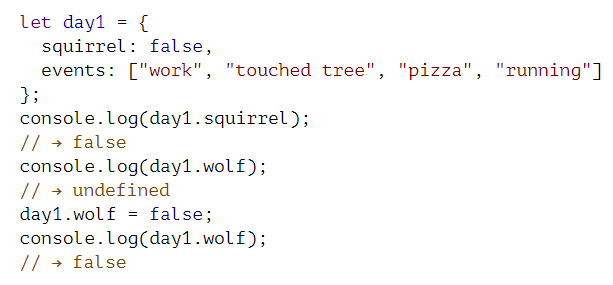 let day1 = {
  squirrel: false,
  events: ["work", "touched tree", "pizza", "running"]
};
console.log(day1.squirrel);
// → false
console.log(day1.wolf);
// → undefined
day1.wolf = false;
console.log(day1.wolf);
// → false